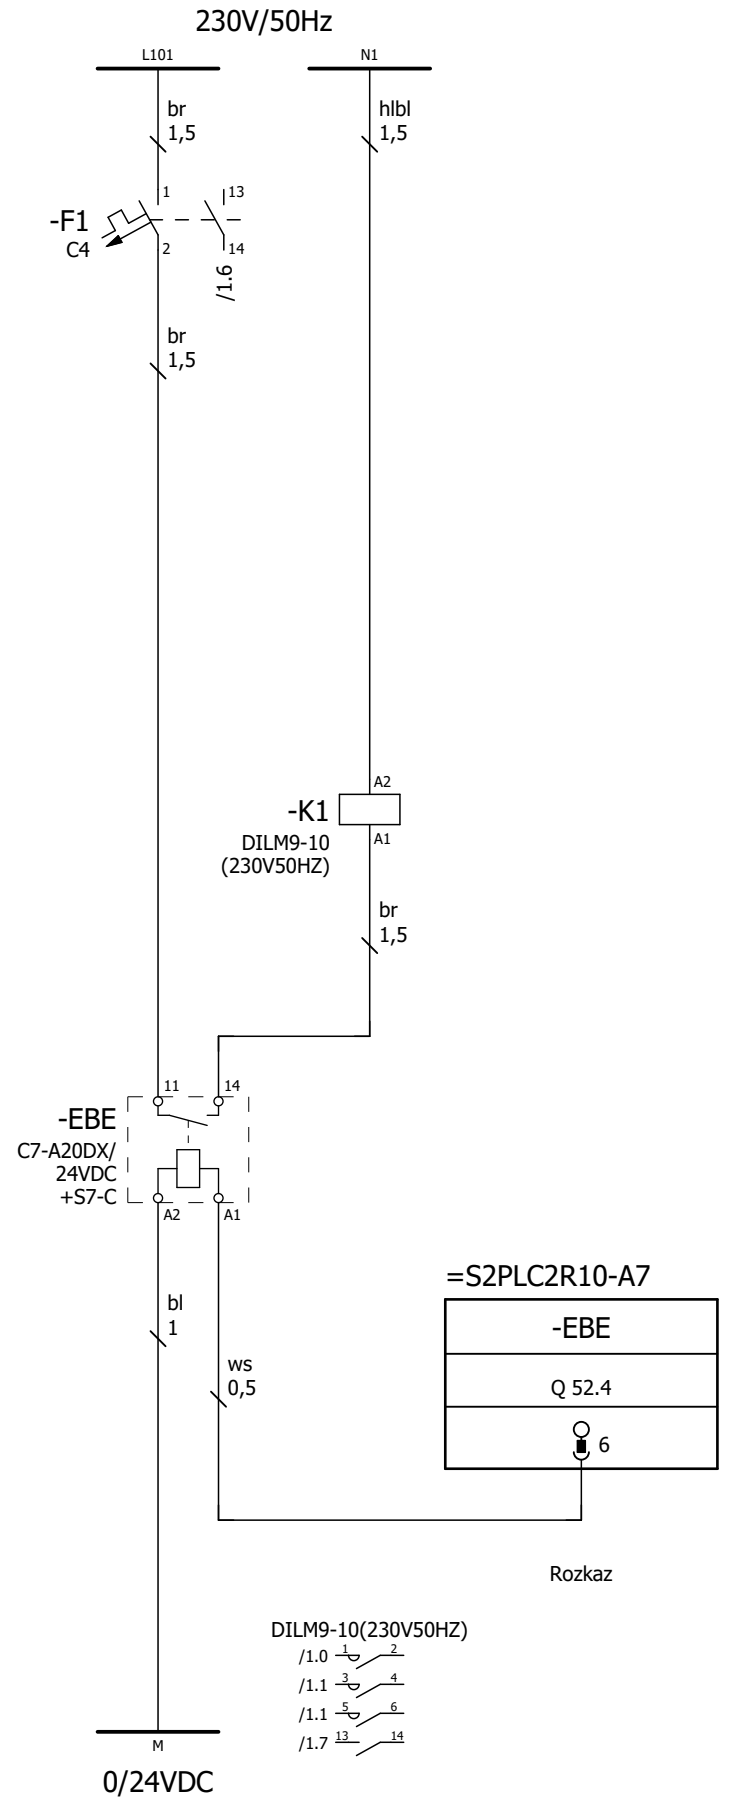 230V/50Hz
L101
N1
br
1,5
hlbl
1,5
-F1
C4
1
2
13
14
/1.6
br
1,5
A2
-K1
DILM9-10
(230V50HZ)
A1
br
1,5
11
14
-EBE
C7-A20DX/
24VDC
+S7-C
A2
A1
bl
1
ws
0,5
=S2PLC2R10-A7
-EBE
Q 52.4
6
Rozkaz
DILM9-10(230V50HZ)
/1.0 1 2
/1.1 3 4
/1.1 5 6
/1.7 13 14
M
0/24VDC